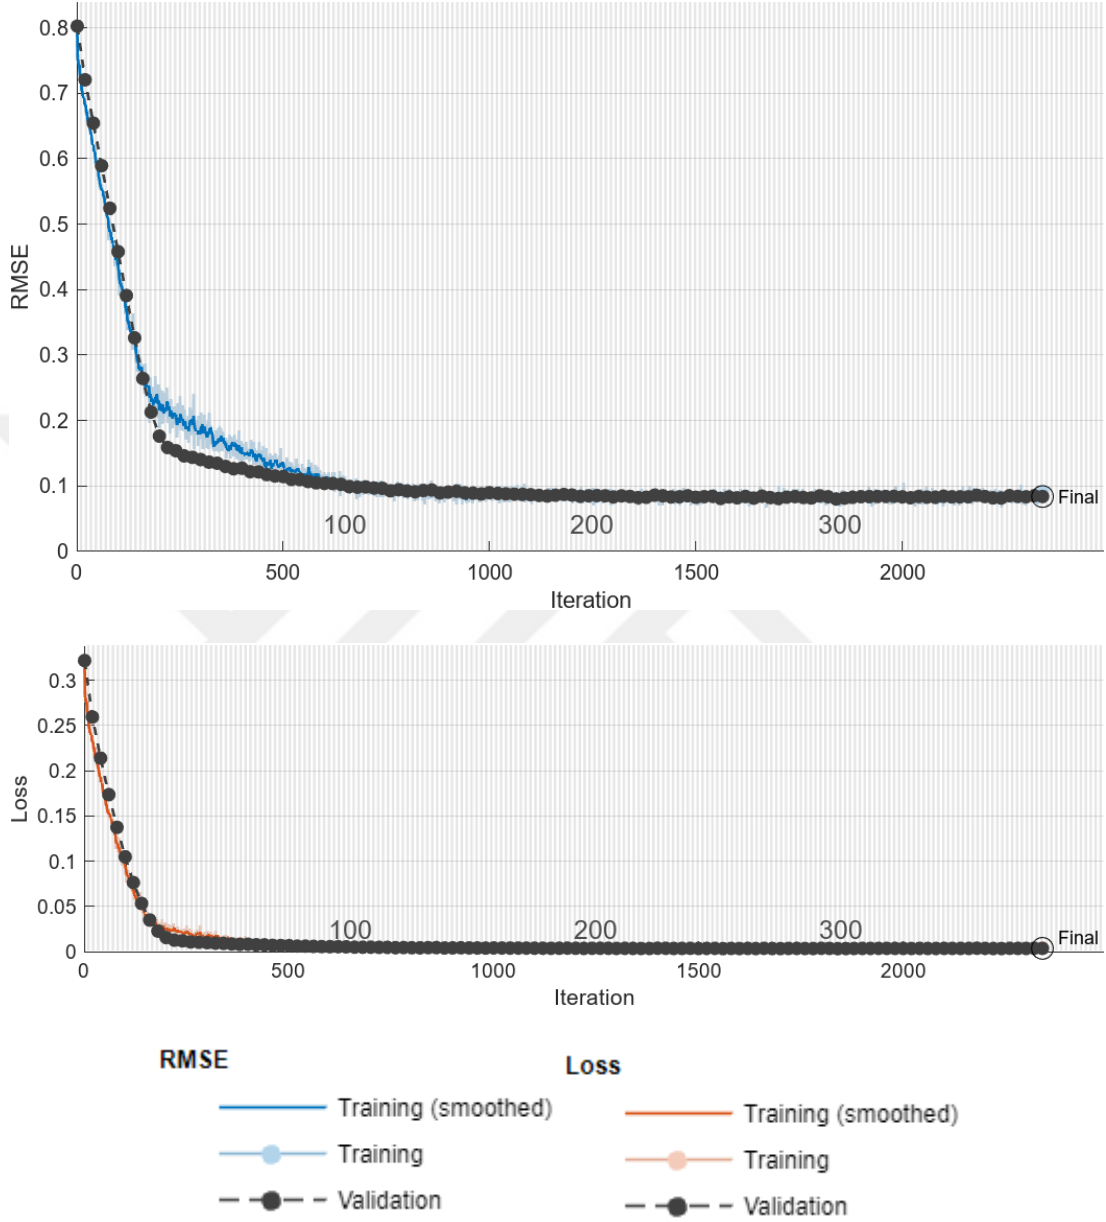 0.8
0.7
0.6
0.5
0.4
0.3
0.2
0.1
0
RMSE
100
200
300
Final
0
500
1000
1500
2000
Iteration
0.3
0.25
0.2
0.15
0.1
0.05
0
Loss
100
200
300
Final
0
500
1000
1500
2000
Iteration
RMSE
Training (smoothed)
Training
Validation
Loss
Training (smoothed)
Training
Validation